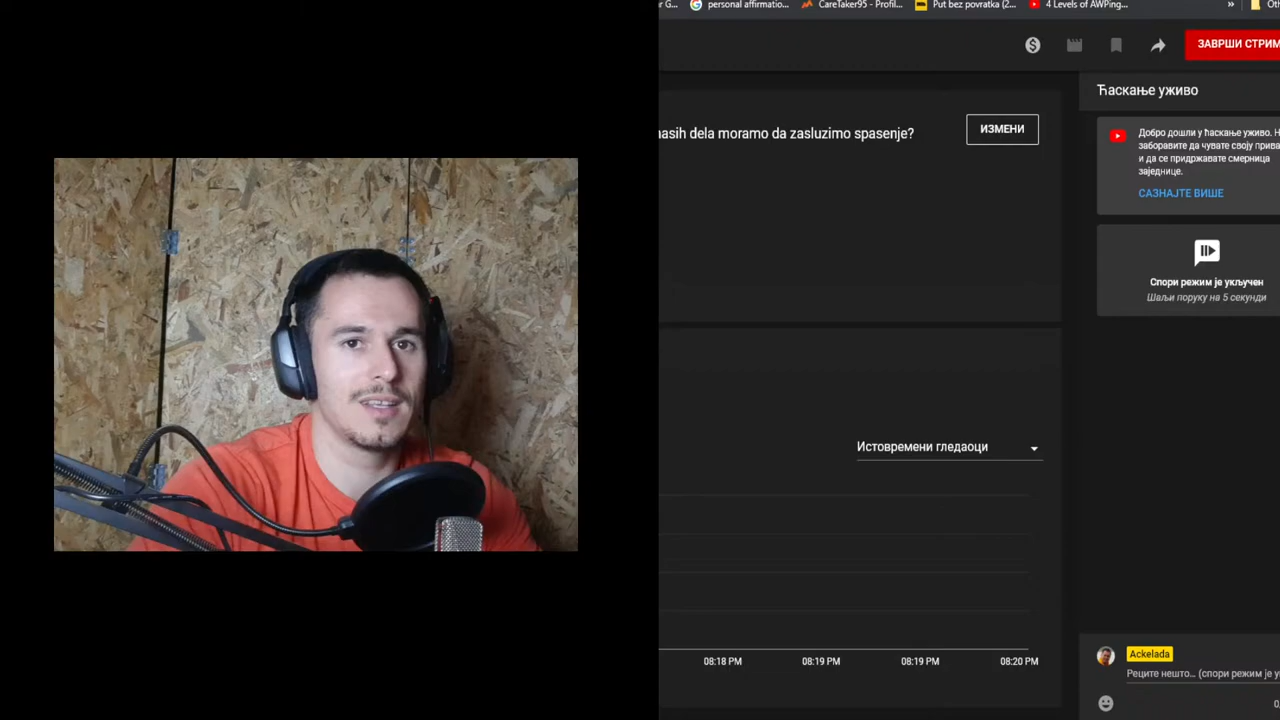 personal affirmatio...
CareTaker95 - Profil...
Put bez povratka (2...
4 Levels of AWPing...
»
ЗАВРШИ СТРИМ
Ћаскање уживо
nasih dela moramo da zasluzimo spasenje?
ИЗМЕНИ
Добро дошли у ћаскање уживо. Н
заборавите да чувате своју прива
и да се придржавате смерница
заједнице.
САЗНАЈТЕ ВИШЕ
Спори режим је укључен
Шаљи поруку на 5 секунди
Истовремени гледаоци
08:18 PM
08:19 PM
08:19 PM
08:20 PM
Ackelada
Реците нешто... (спори режим је у